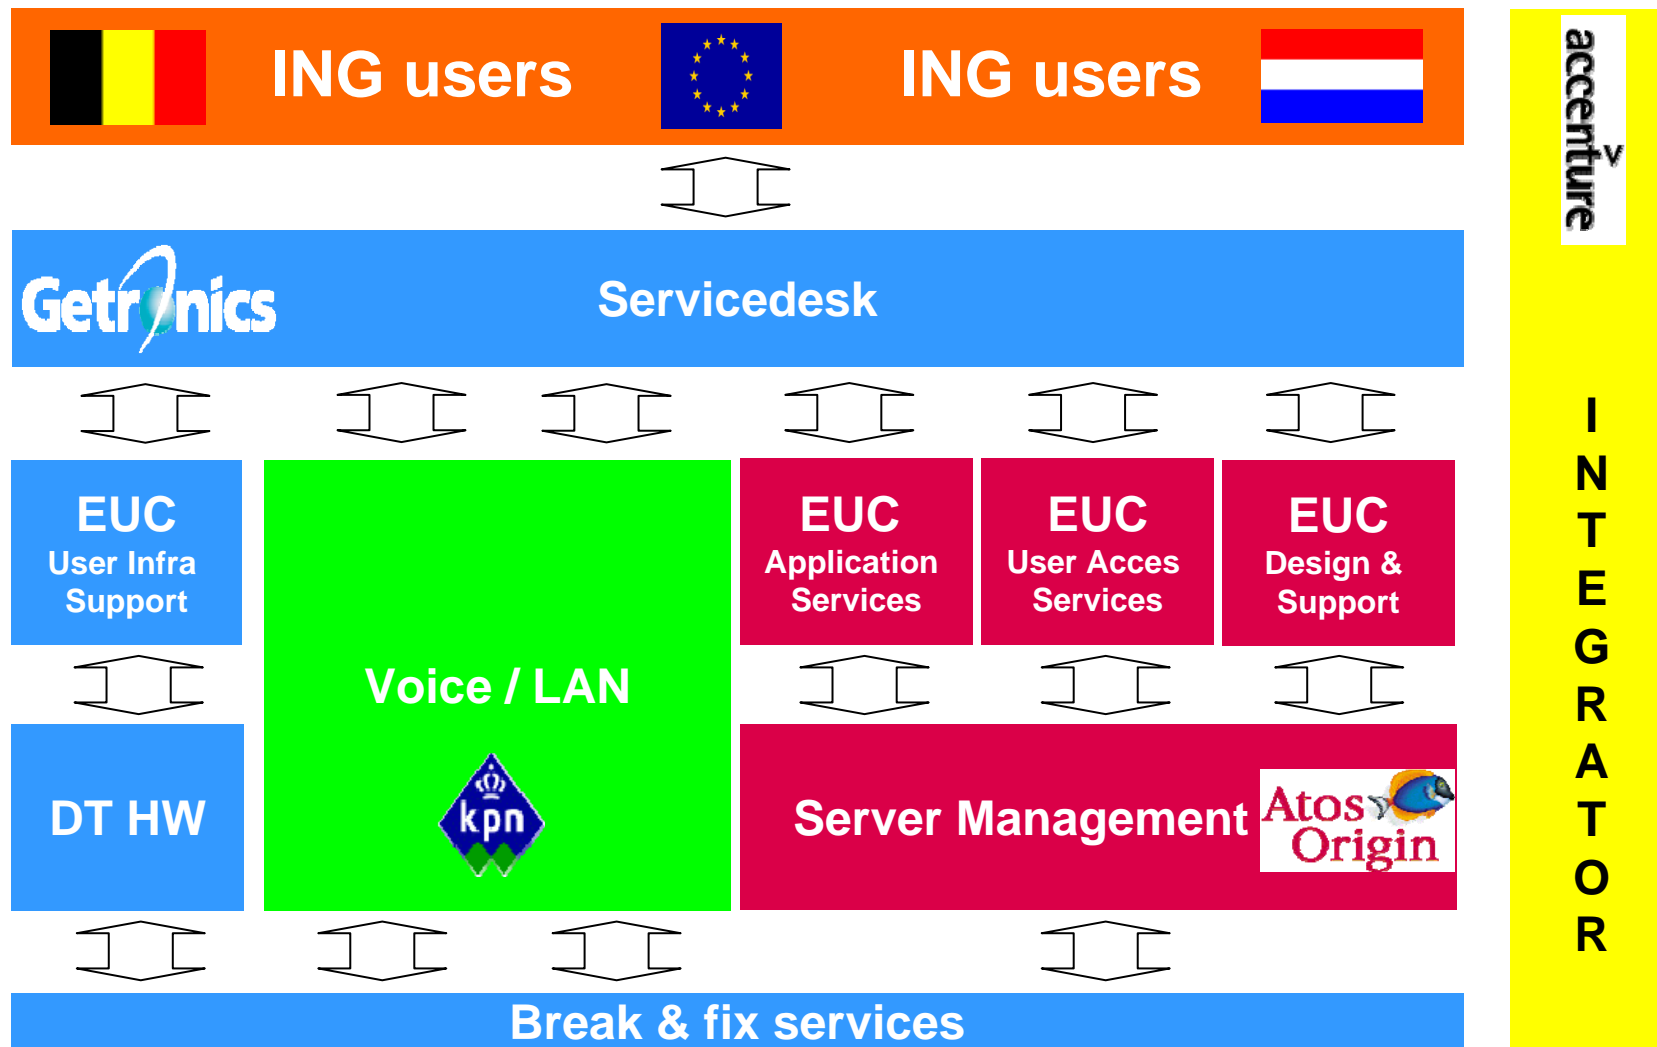 ING users
ING users
accenture
Getronics
Servicedesk
EUC
User Infra
Support
EUC
Application
Services
EUC
User Acces
Services
EUC
Design &
Support
Voice / LAN
kpn
DT HW
Server Management
Atos
Origin
Break & fix services
I
N
T
E
G
R
A
T
O
R